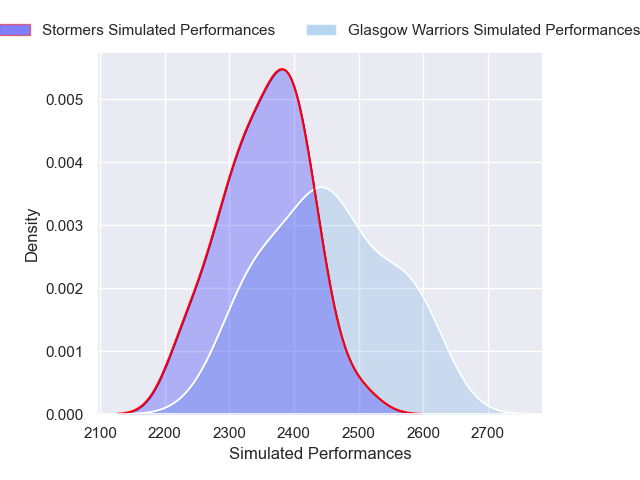 Stormers Simulated Performances Glasgow Warriors Simulated Performances
0.005
0.004
0.003
0.002
0.001
0.000
Density
2100 2200 2300 2400 2500 2600 2700
Simulated Performances